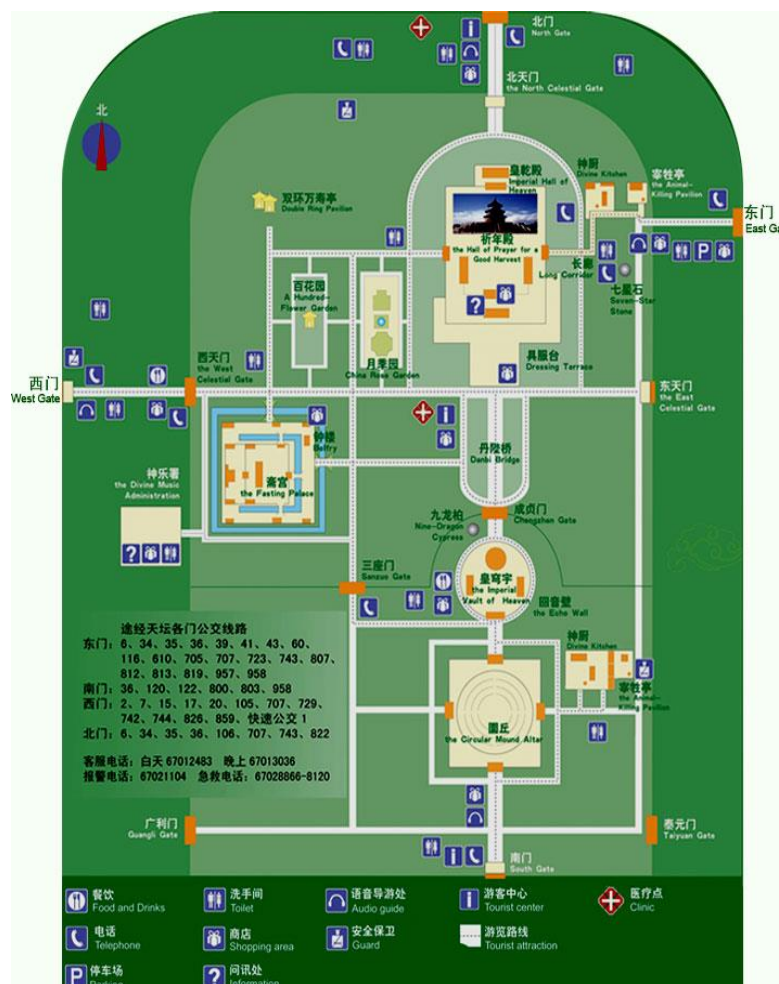 北门
North Gate
北天门
the North Celestial Gate
北
皇乾殿
Imperial Hall of
Heaven
神厨
Divine Kitchen
宰牲亭
the Animal-
Killing Pavilion
双环万寿亭
Double Ring Pavilion
东门
East Ga
祈年殿
the Hall of Prayer for a
Good Harvest
长廊
Long Corridor
七星石
Seven-Star
Stone
百花园
A Hundred-
Flower Garden
月季园
China Rose Garden
具服台
Dressing Terrace
西门
West Gate
西天门
the West
Celestial Gate
东天门
the East
Celestial Gate
钟楼
Belfry
丹陛桥
Danbi Bridge
斋宫
the Fasting Palace
神乐署
the Divine Music
Administration
九龙柏
Nine-Dragon
Cypress
成贞门
Chengzhen Gate
三座门
Sanzuo Gate
皇穹宇
the Imperial
Vault of Heaven
回音壁
the Echo Wall
神厨
Divine Kitchen
宰牲亭
the Animal-
Killing Pavilion
圜丘
the Circular Mound Altar
途经天坛各门公交线路
东门：6、34、35、36、39、41、43、60、
116、610、705、707、723、743、807、
812、813、819、957、958
南门：36、120、122、800、803、958
西门：2、7、15、17、20、105、707、729、
742、744、826、859、快速公交 1
北门：6、34、35、36、106、707、743、822
客服电话：白天 67012483 晚上 67013036
报警电话：67021104 急救电话：67028866-8120
广利门
Guangli Gate
泰元门
Taiyuan Gate
南门
South Gate
餐饮
Food and Drinks
洗手间
Toilet
语音导游处
Audio guide
游客中心
Tourist center
医疗点
Clinic
电话
Telephone
商店
Shopping area
安全保卫
Guard
游览路线
Tourist attraction
停车场
Parking
问讯处
Information